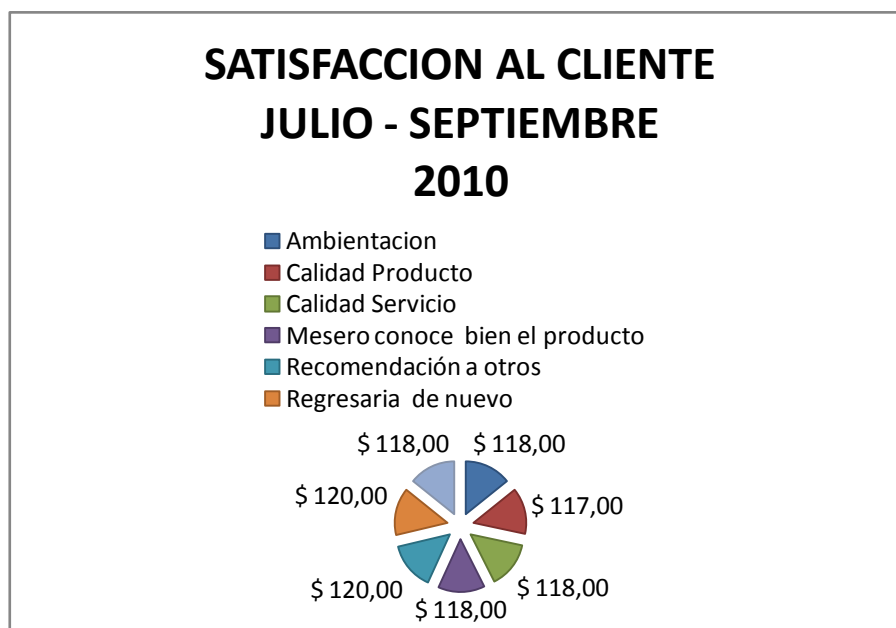 SATISFACCION AL CLIENTE
JULIO - SEPTIEMBRE
2010
Ambientacion
Calidad Producto
Calidad Servicio
Mesero conoce  bien el producto
Recomendación a otros
Regresaria  de nuevo
$ 118,00 $ 118,00
$ 120,00 $ 117,00
$ 120,00 $ 118,00
$ 118,00